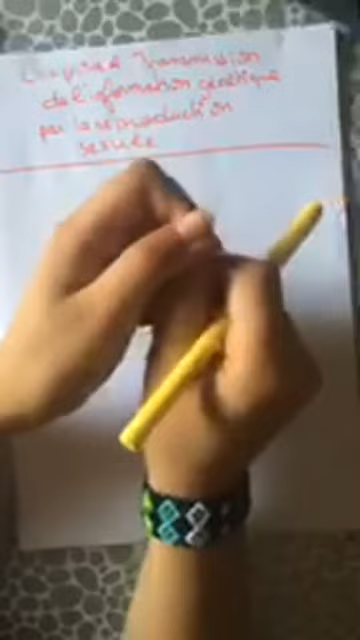 Chapitre Transmission
de l'information génétique
par la reproduction
sexuée